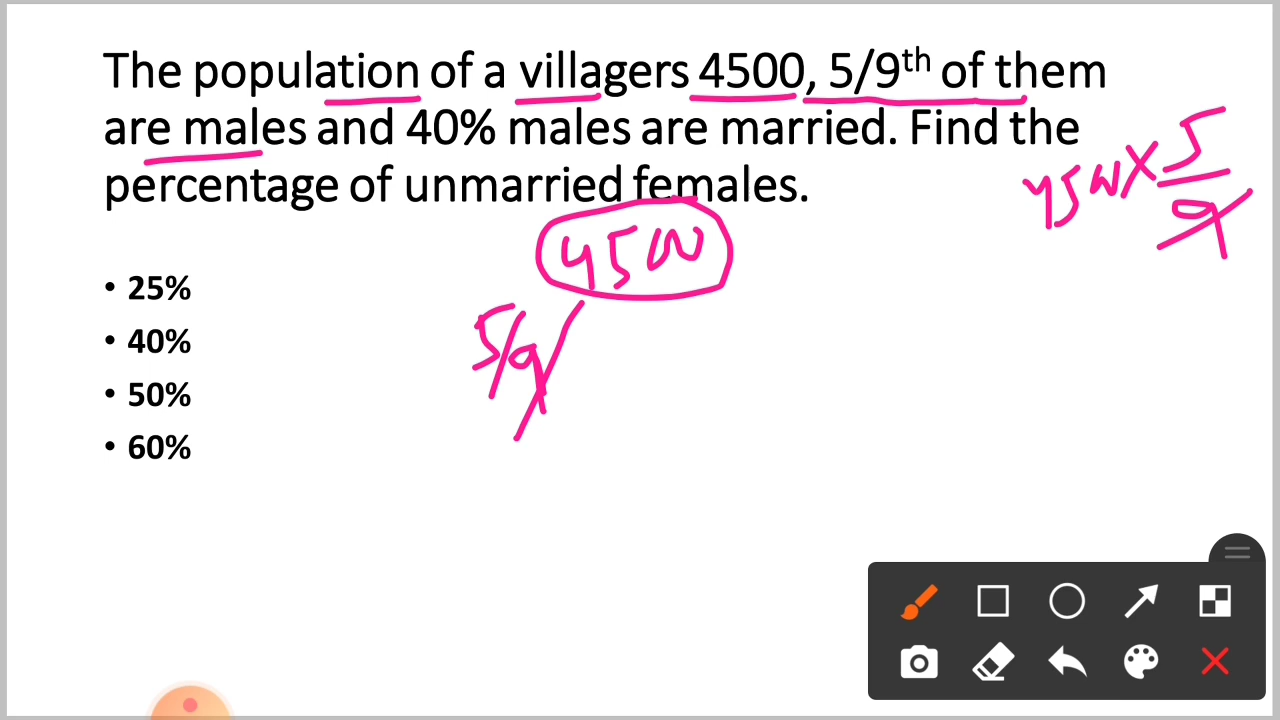 The population of a villagers 4500, 5/9th of them
are males and 40% males are married. Find the
percentage of unmarried females.
4500 × 5/9
4500
5/9
• 25%
• 40%
• 50%
• 60%